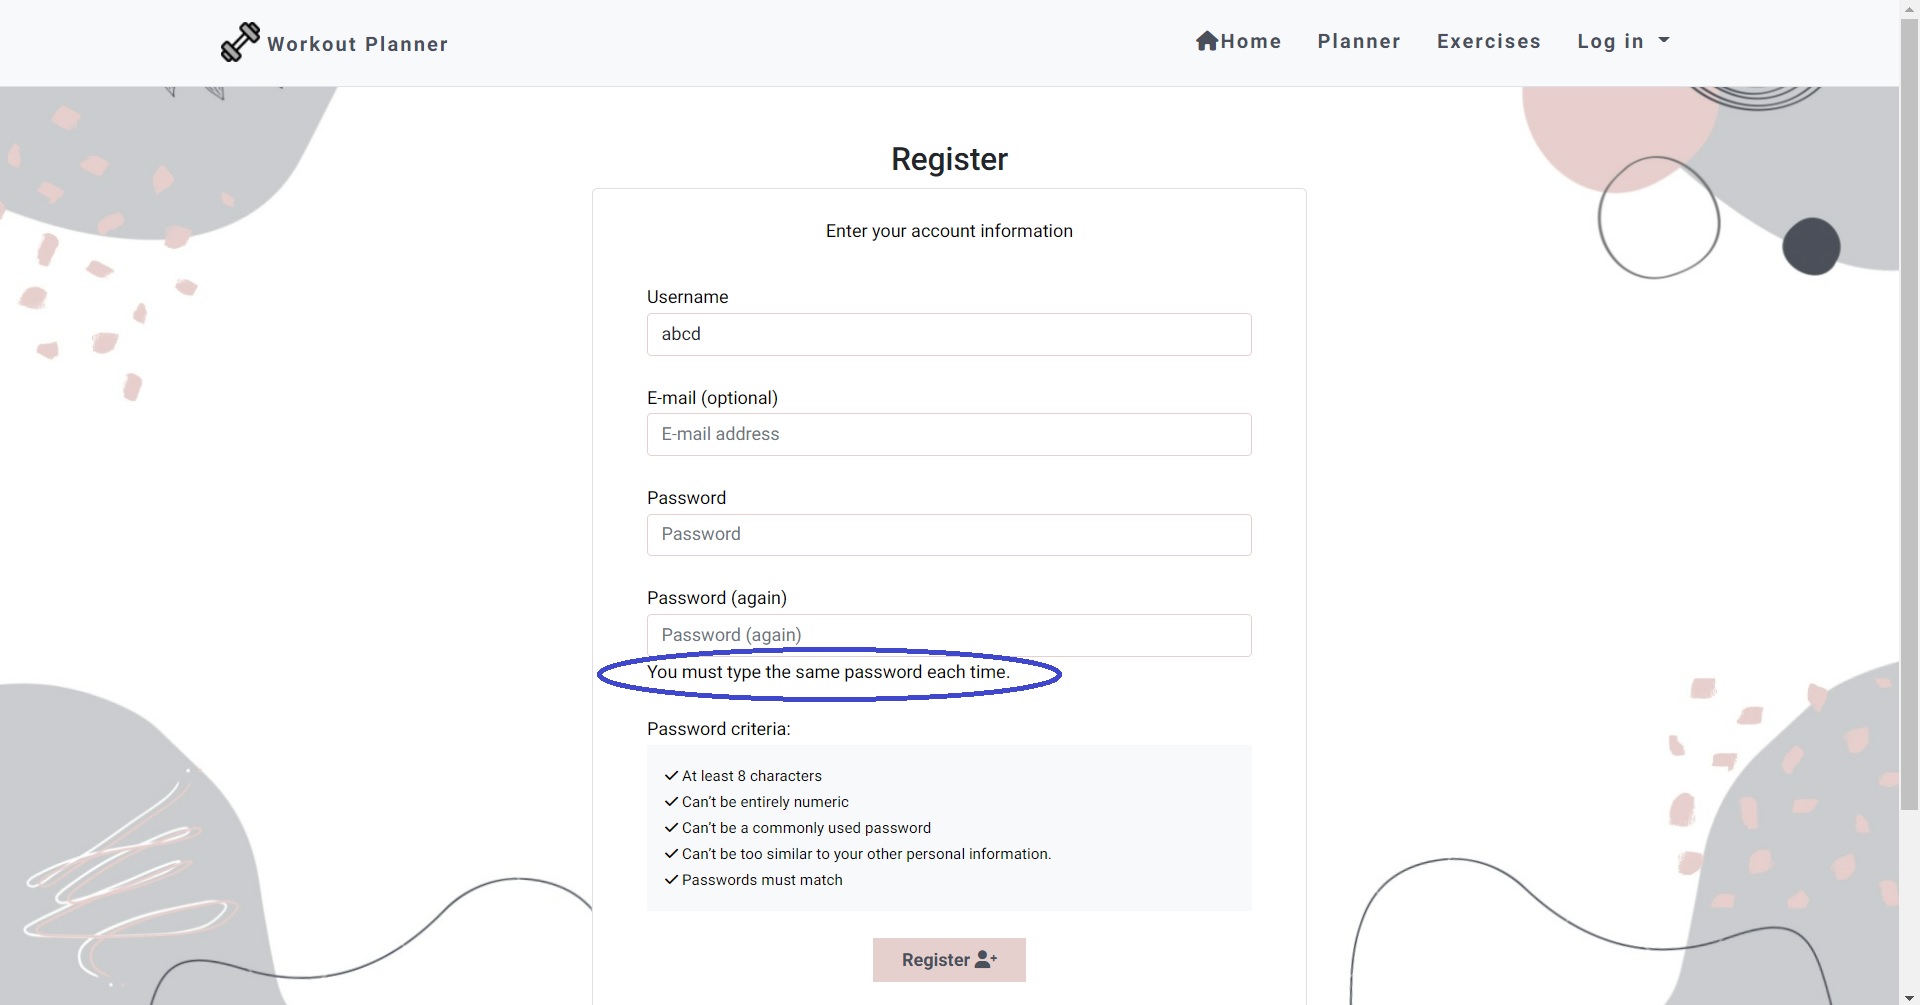 Workout Planner
Home Planner Exercises Log in
Register
Enter your account information
Username
abcd
E-mail (optional)
E-mail address
Password
Password
Password (again)
Password (again)
You must type the same password each time.
Password criteria:
At least 8 characters
Can't be entirely numeric
Can't be a commonly used password
Can't be too similar to your other personal information.
Passwords must match
Register